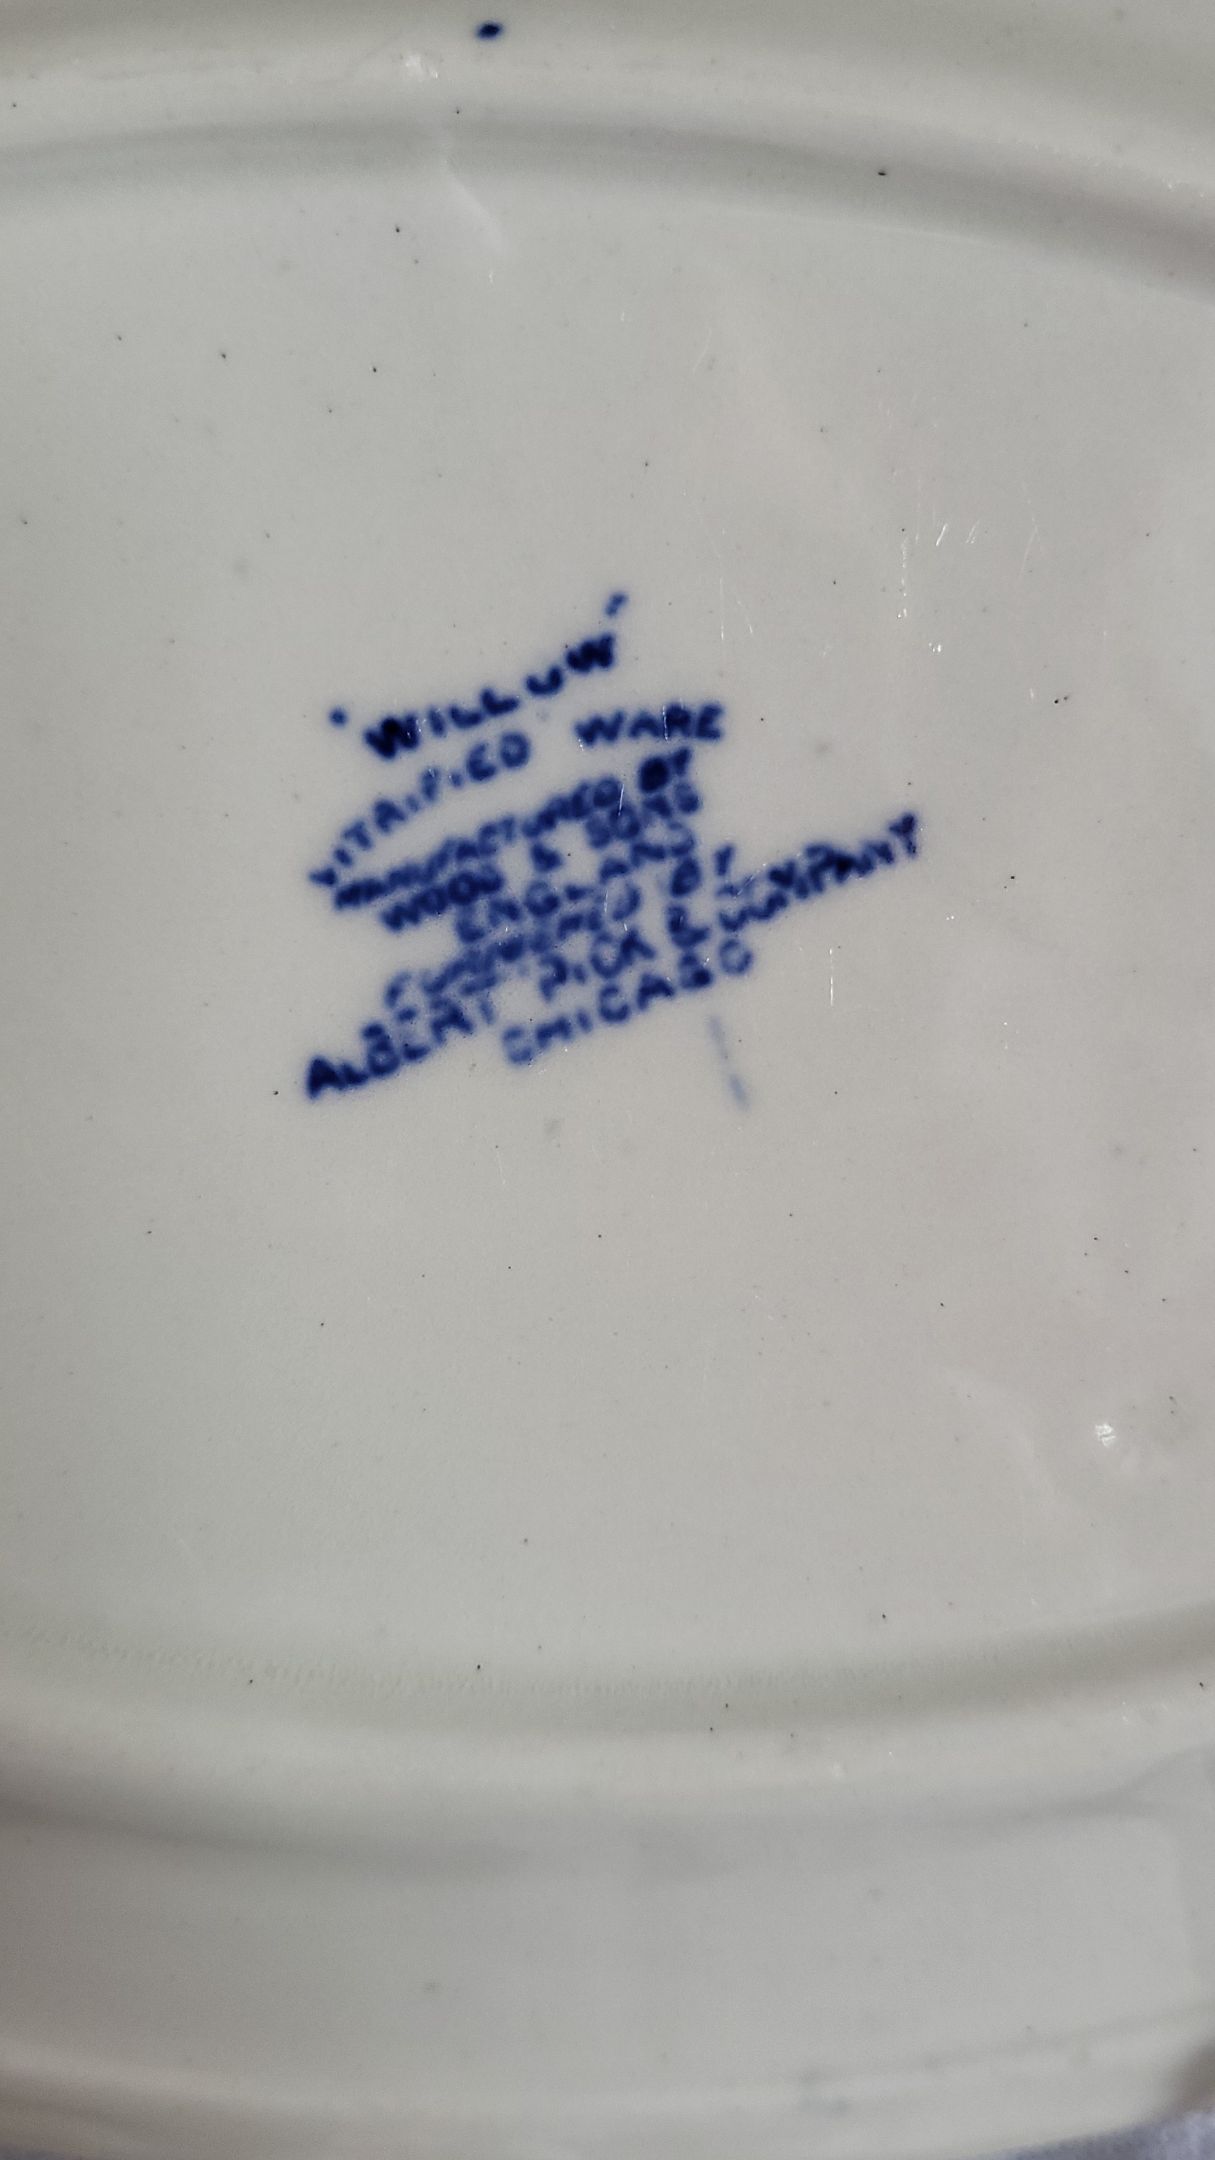 "WILLOW"
VITRIFIED WARE
MANUFACTURED BY
WOOD & SONS
ENGLAND
FURNISHED BY
ALBERT PICK & COMPANY
CHICAGO